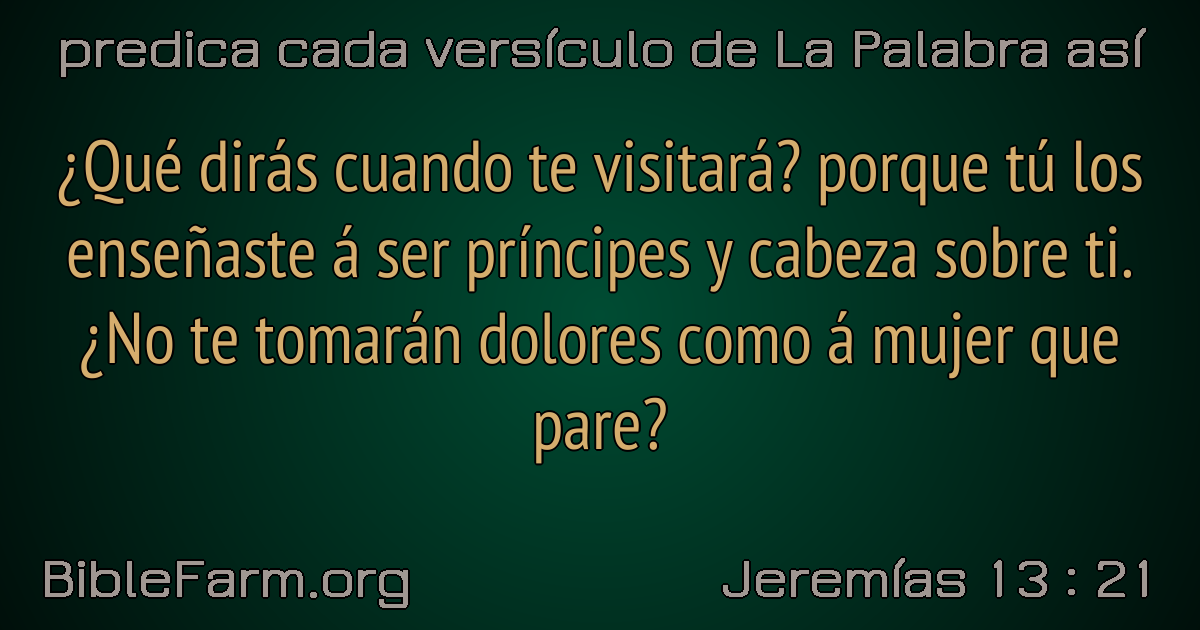 predica cada versículo de La Palabra así
¿Qué dirás cuando te visitará? porque tú los
enseñaste á ser príncipes y cabeza sobre ti.
¿No te tomarán dolores como á mujer que
pare?
BibleFarm.org
Jeremías 13 : 21